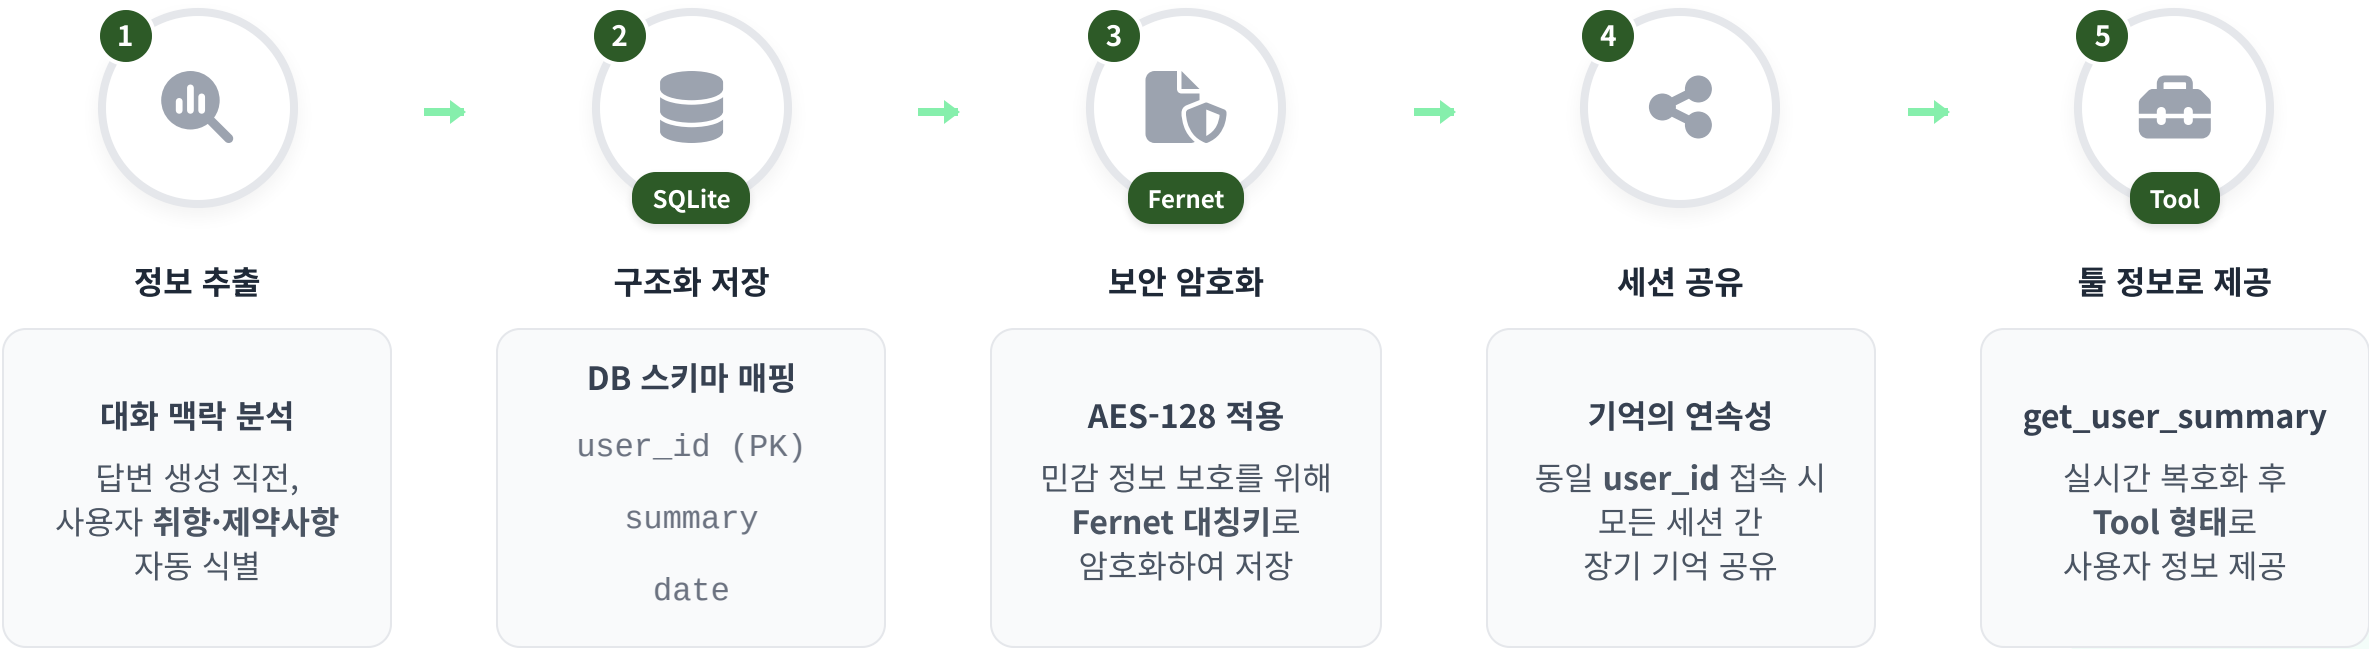 1
정보 추출
대화 맥락 분석
답변 생성 직전,
사용자 취향·제약사항
자동 식별
2
SQLite
구조화 저장
DB 스키마 매핑
user_id (PK)
summary
date
3
Fernet
보안 암호화
AES-128 적용
민감 정보 보호를 위해
Fernet 대칭키로
암호화하여 저장
4
세션 공유
기억의 연속성
동일 user_id 접속 시
모든 세션 간
장기 기억 공유
5
Tool
툴 정보로 제공
get_user_summary
실시간 복호화 후
Tool 형태로
사용자 정보 제공